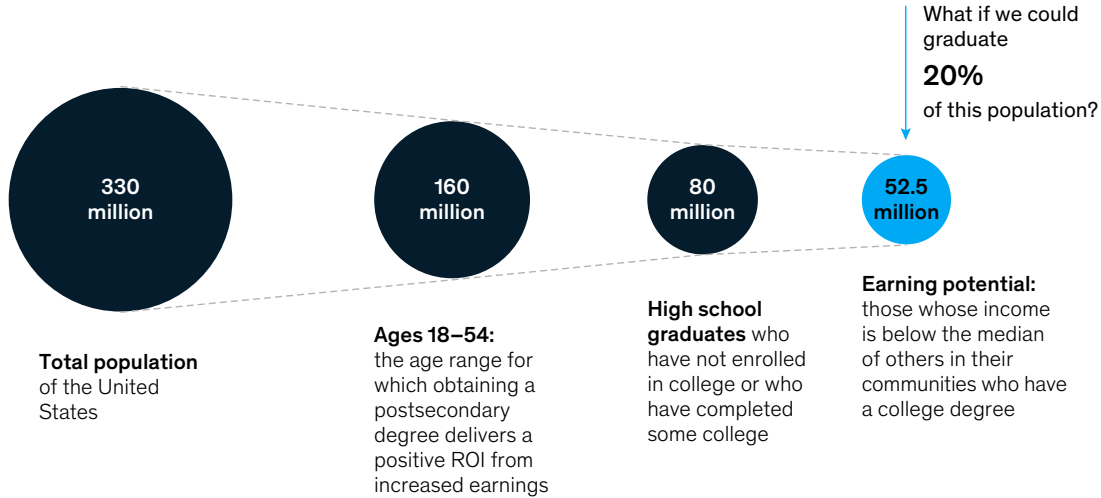 What if we could
graduate
20%
of this population?
330
million
160
million
80
million
52.5
million
Total population
of the United
States
Ages 18–54:
the age range for
which obtaining a
postsecondary
degree delivers a
positive ROI from
increased earnings
High school
graduates who
have not enrolled
in college or who
have completed
some college
Earning potential:
those whose income
is below the median
of others in their
communities who have
a college degree